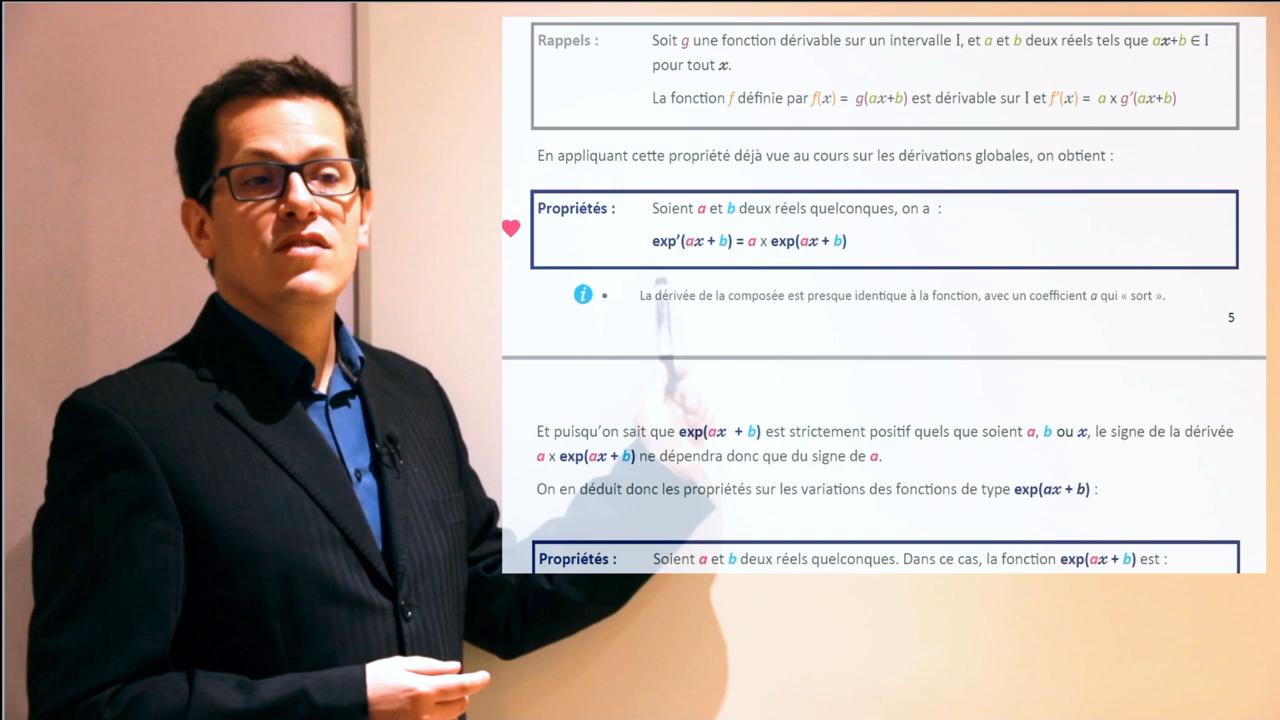 Rappels : Soit g une fonction dérivable sur un intervalle I, et a et b deux réels tels que ax+b ∈ I
pour tout x.
La fonction f définie par f(x) = g(ax+b) est dérivable sur I et f'(x) = a x g'(ax+b)
En appliquant cette propriété déjà vue au cours sur les dérivations globales, on obtient :
Propriétés : Soient a et b deux réels quelconques, on a :
exp'(ax + b) = a x exp(ax + b)
i • La dérivée de la composée est presque identique à la fonction, avec un coefficient a qui « sort ».
5
Et puisqu'on sait que exp(ax + b) est strictement positif quels que soient a, b ou x, le signe de la dérivée
a x exp(ax + b) ne dépendra donc que du signe de a.
On en déduit donc les propriétés sur les variations des fonctions de type exp(ax + b) :
Propriétés : Soient a et b deux réels quelconques. Dans ce cas, la fonction exp(ax + b) est :